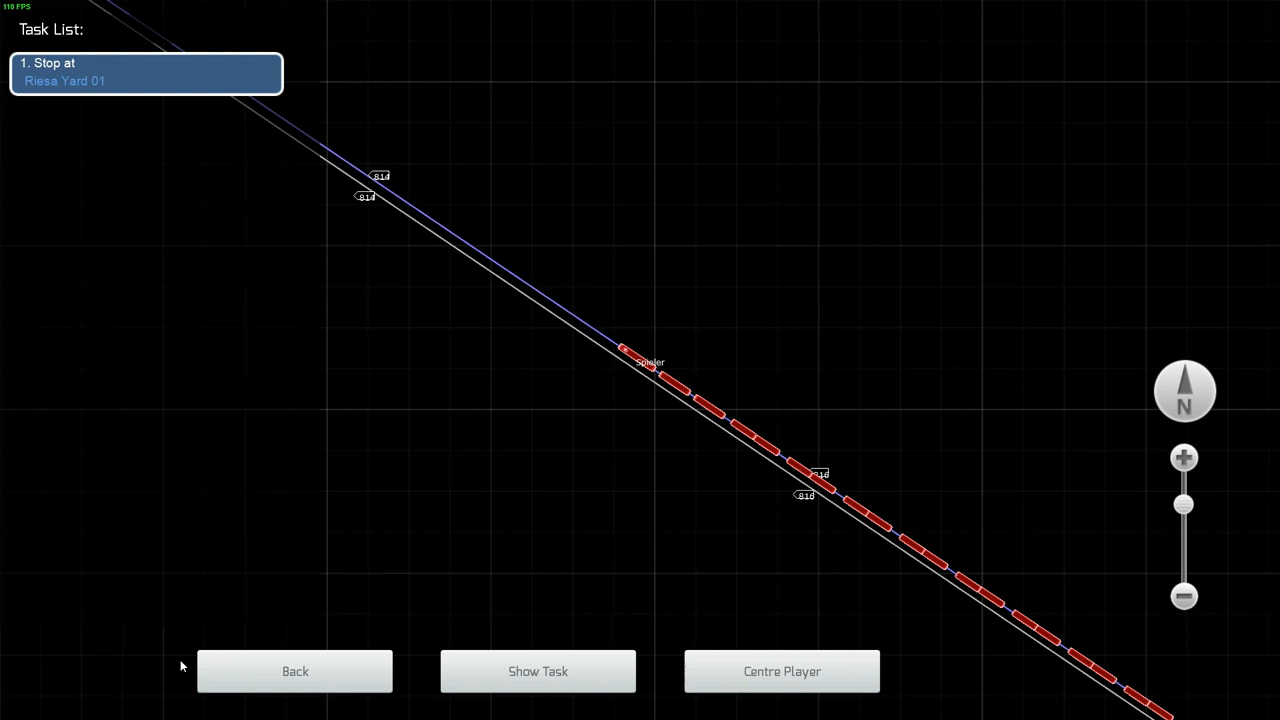 110 FPS
Task List:
1. Stop at
Riesa Yard 01
814
814
Spieler
816
816
N
Back
Show Task
Centre Player